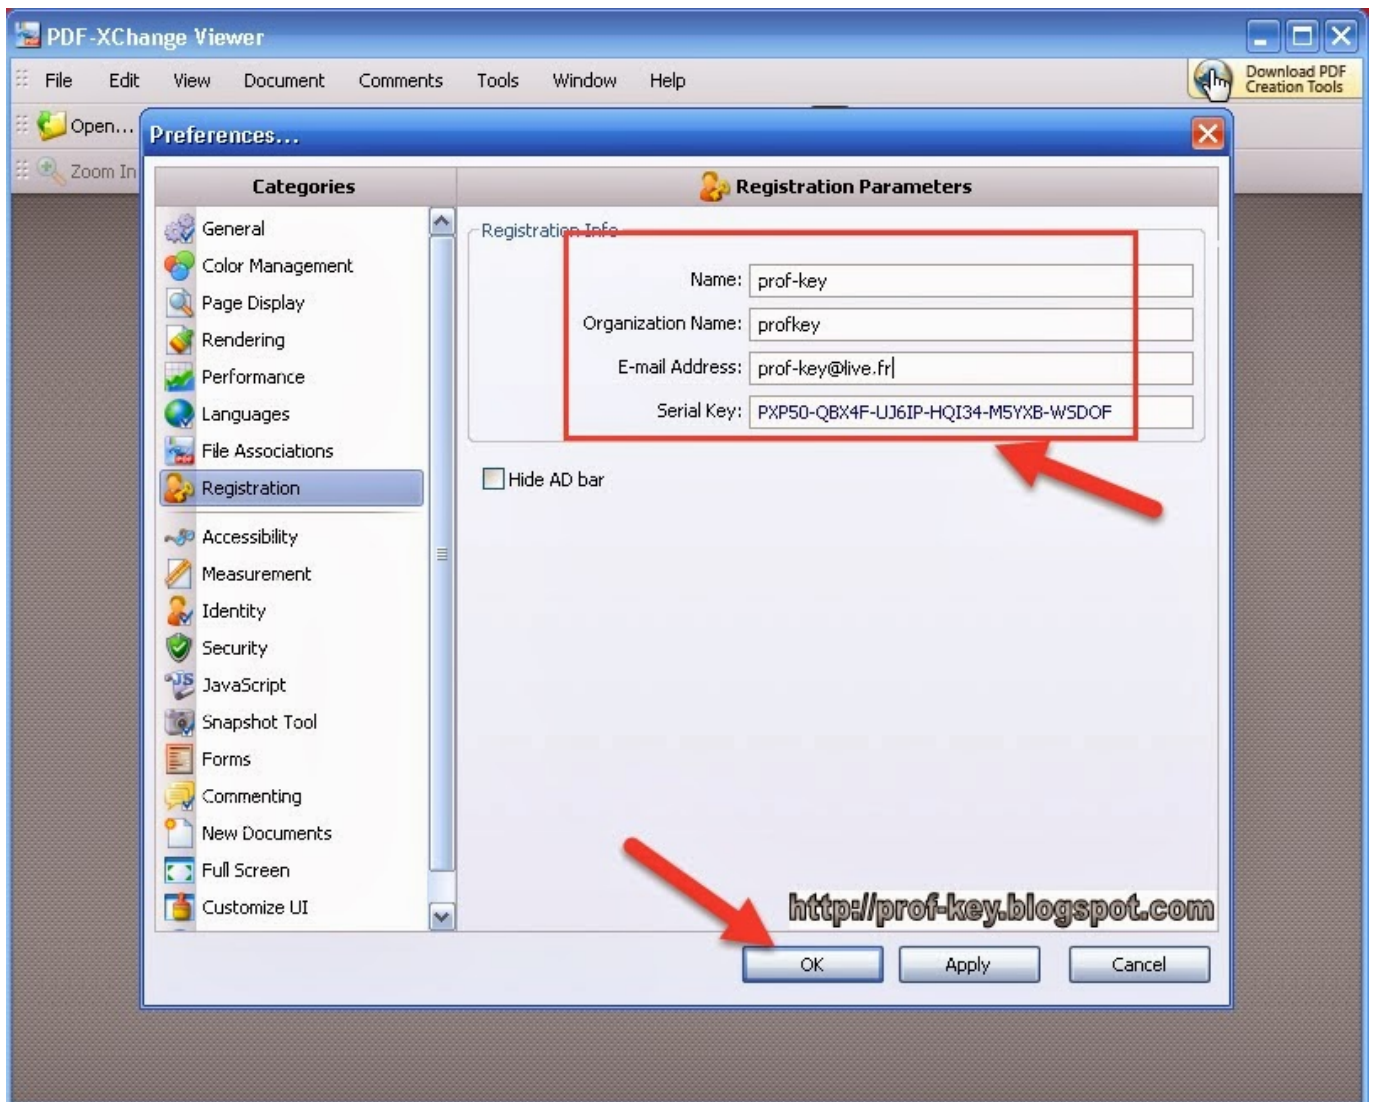 PDF-XChange Viewer
File Edit View Document Comments Tools Window Help
Download PDF
Creation Tools
Open...
Zoom In
Preferences...
Categories
Registration Parameters
General
Color Management
Page Display
Rendering
Performance
Languages
File Associations
Registration
Accessibility
Measurement
Identity
Security
JavaScript
Snapshot Tool
Forms
Commenting
New Documents
Full Screen
Customize UI
Registration Info
Name: prof-key
Organization Name: profkey
E-mail Address: prof-key@live.fr
Serial Key: PXP50-QBX4F-UJ6IP-HQI34-M5YXB-WSDOF
Hide AD bar
http://prof-key.blogspot.com
OK Apply Cancel